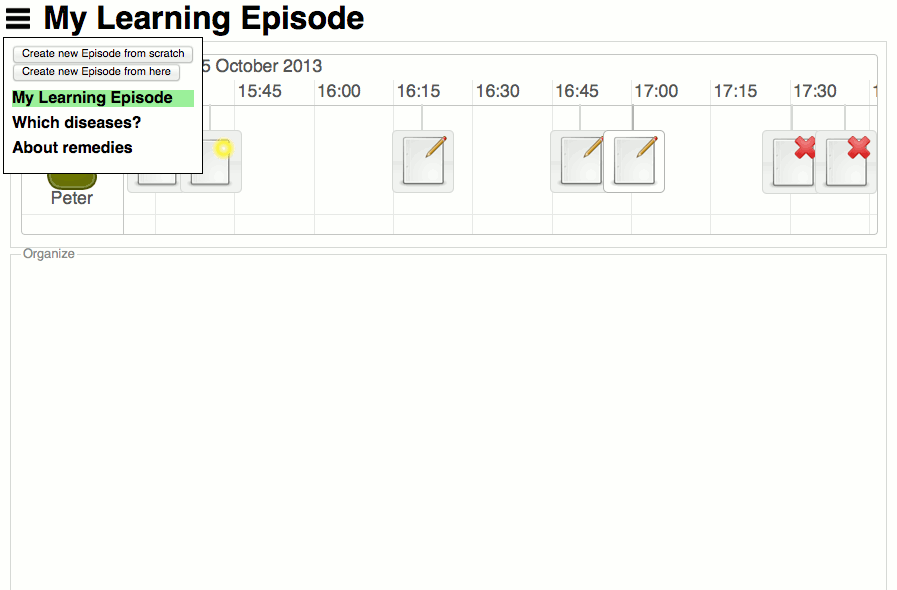 My Learning Episode
Create new Episode from scratch
Create new Episode from here
My Learning Episode
Which diseases?
About remedies
5 October 2013
15:45 16:00 16:15 16:30 16:45 17:00 17:15 17:30
Peter
Organize